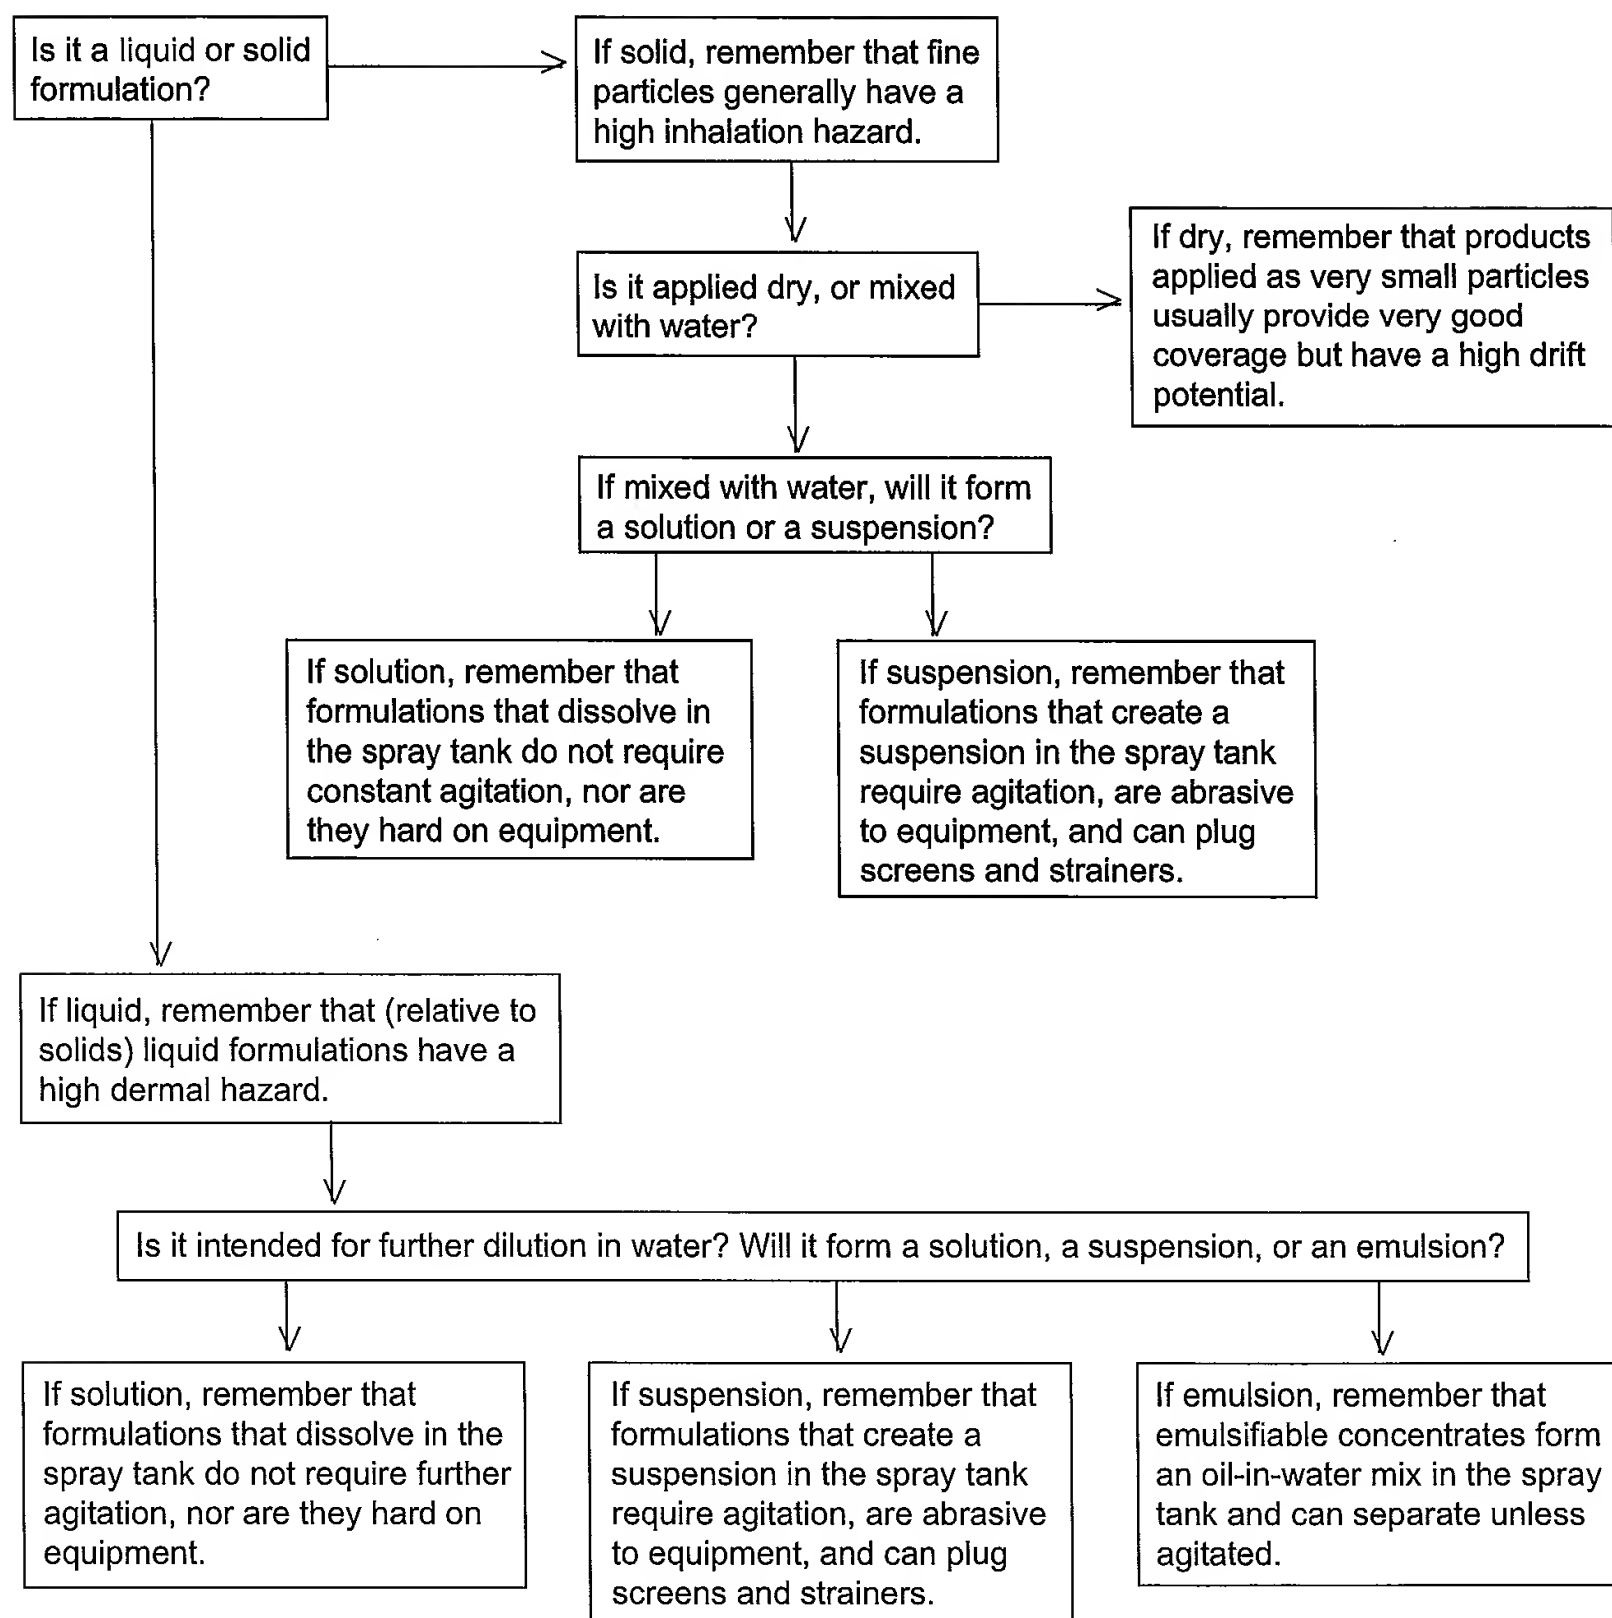 Is it a liquid or solid
formulation?
If solid, remember that fine
particles generally have a
high inhalation hazard.
Is it applied dry, or mixed
with water?
If dry, remember that products
applied as very small particles
usually provide very good
coverage but have a high drift
potential.
If mixed with water, will it form
a solution or a suspension?
If solution, remember that
formulations that dissolve in
the spray tank do not require
constant agitation, nor are
they hard on equipment.
If suspension, remember that
formulations that create a
suspension in the spray tank
require agitation, are abrasive
to equipment, and can plug
screens and strainers.
If liquid, remember that (relative to
solids) liquid formulations have a
high dermal hazard.
Is it intended for further dilution in water? Will it form a solution, a suspension, or an emulsion?
If solution, remember that
formulations that dissolve in the
spray tank do not require further
agitation, nor are they hard on
equipment.
If suspension, remember that
formulations that create a
suspension in the spray tank
require agitation, are abrasive
to equipment, and can plug
screens and strainers.
If emulsion, remember that
emulsifiable concentrates form
an oil-in-water mix in the spray
tank and can separate unless
agitated.